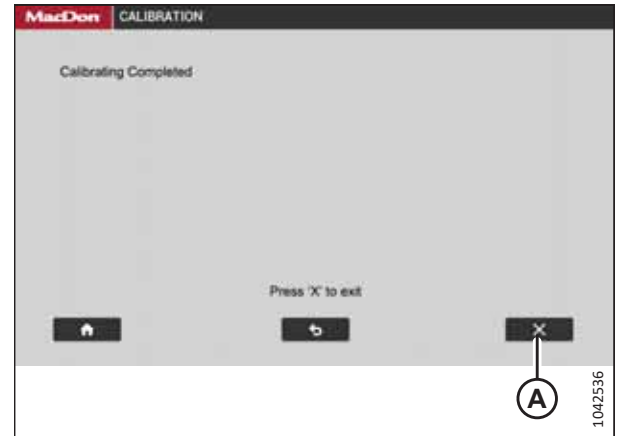 MacDon CALIBRATION
Calibrating Completed
Press 'X' to exit
A
1042536